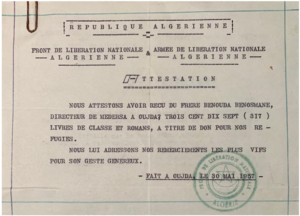 REPUBLIQUE ALGERIENNE
FRONT DE LIBERATION NATIONALE & ARMEE DE LIBERATION NATIONALE
ALGERIENNE ALGERIENNE
ATTESTATION
NOUS ATTESTONS AVOIR RECU DU FRERE BENOUDA BENORMANE,
DIRECTEUR DE MEDERSA A OUJDA, TROIS CENT DIX SEPT (317)
LIVRES DE CLASSE ET ROMANS, A TITRE DE DON POUR NOS RE-
FUGIES.
NOUS LUI ADRESSONS NOS REMERCIEMENTS LES PLUS VIFS
POUR SON GESTE GENEREUX.
- FAIT A OUJDA, LE 30 MAI 1957 -